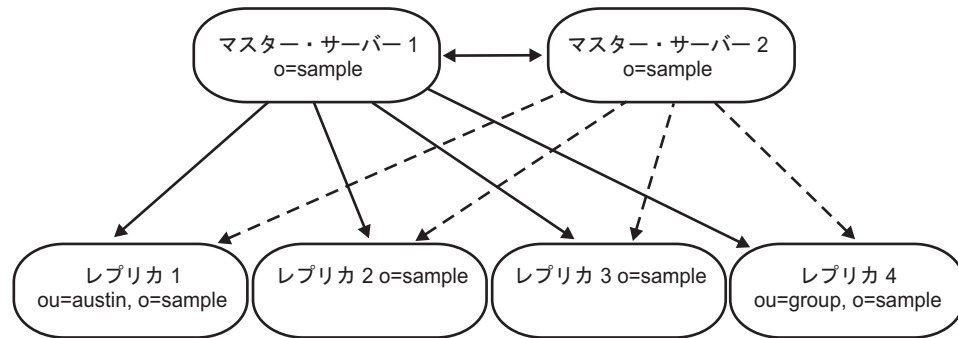 マスター・サーバー 1
o=sample
マスター・サーバー 2
o=sample
レプリカ 1
ou=austin, o=sample
レプリカ 2 o=sample
レプリカ 3 o=sample
レプリカ 4
ou=group, o=sample